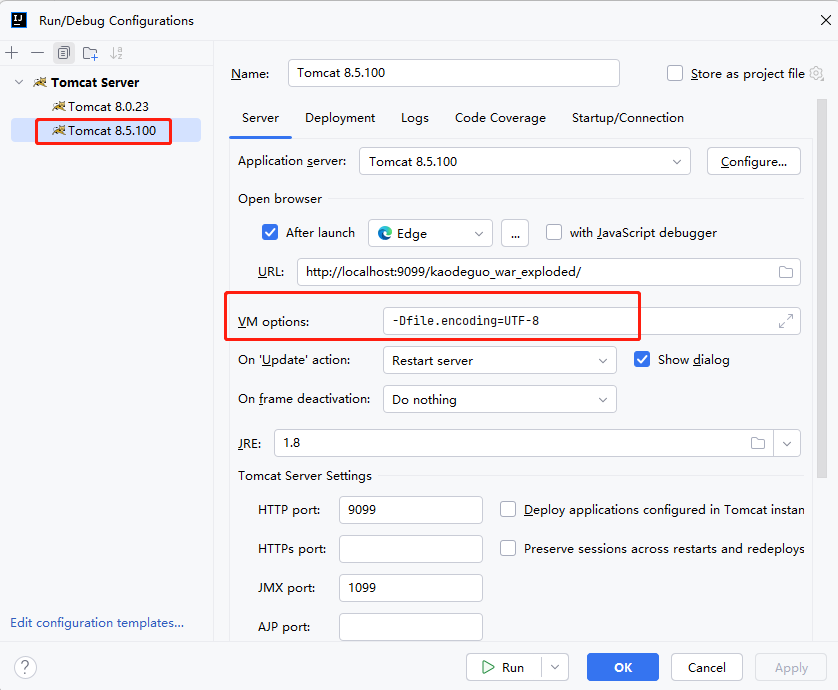 Run/Debug Configurations
Tomcat Server
Tomcat 8.0.23
Tomcat 8.5.100
Edit configuration templates...
Name: Tomcat 8.5.100 Store as project file
Server Deployment Logs Code Coverage Startup/Connection
Application server: Tomcat 8.5.100 Configure...
Open browser
After launch Edge ... with JavaScript debugger
URL: http://localhost:9099/kaodeguo_war_exploded/
VM options: -Dfile.encoding=UTF-8
On 'Update' action: Restart server Show dialog
On frame deactivation: Do nothing
JRE: 1.8
Tomcat Server Settings
HTTP port: 9099 Deploy applications configured in Tomcat instan
HTTPs port: Preserve sessions across restarts and redeploys
JMX port: 1099
AJP port:
? Run OK Cancel Apply